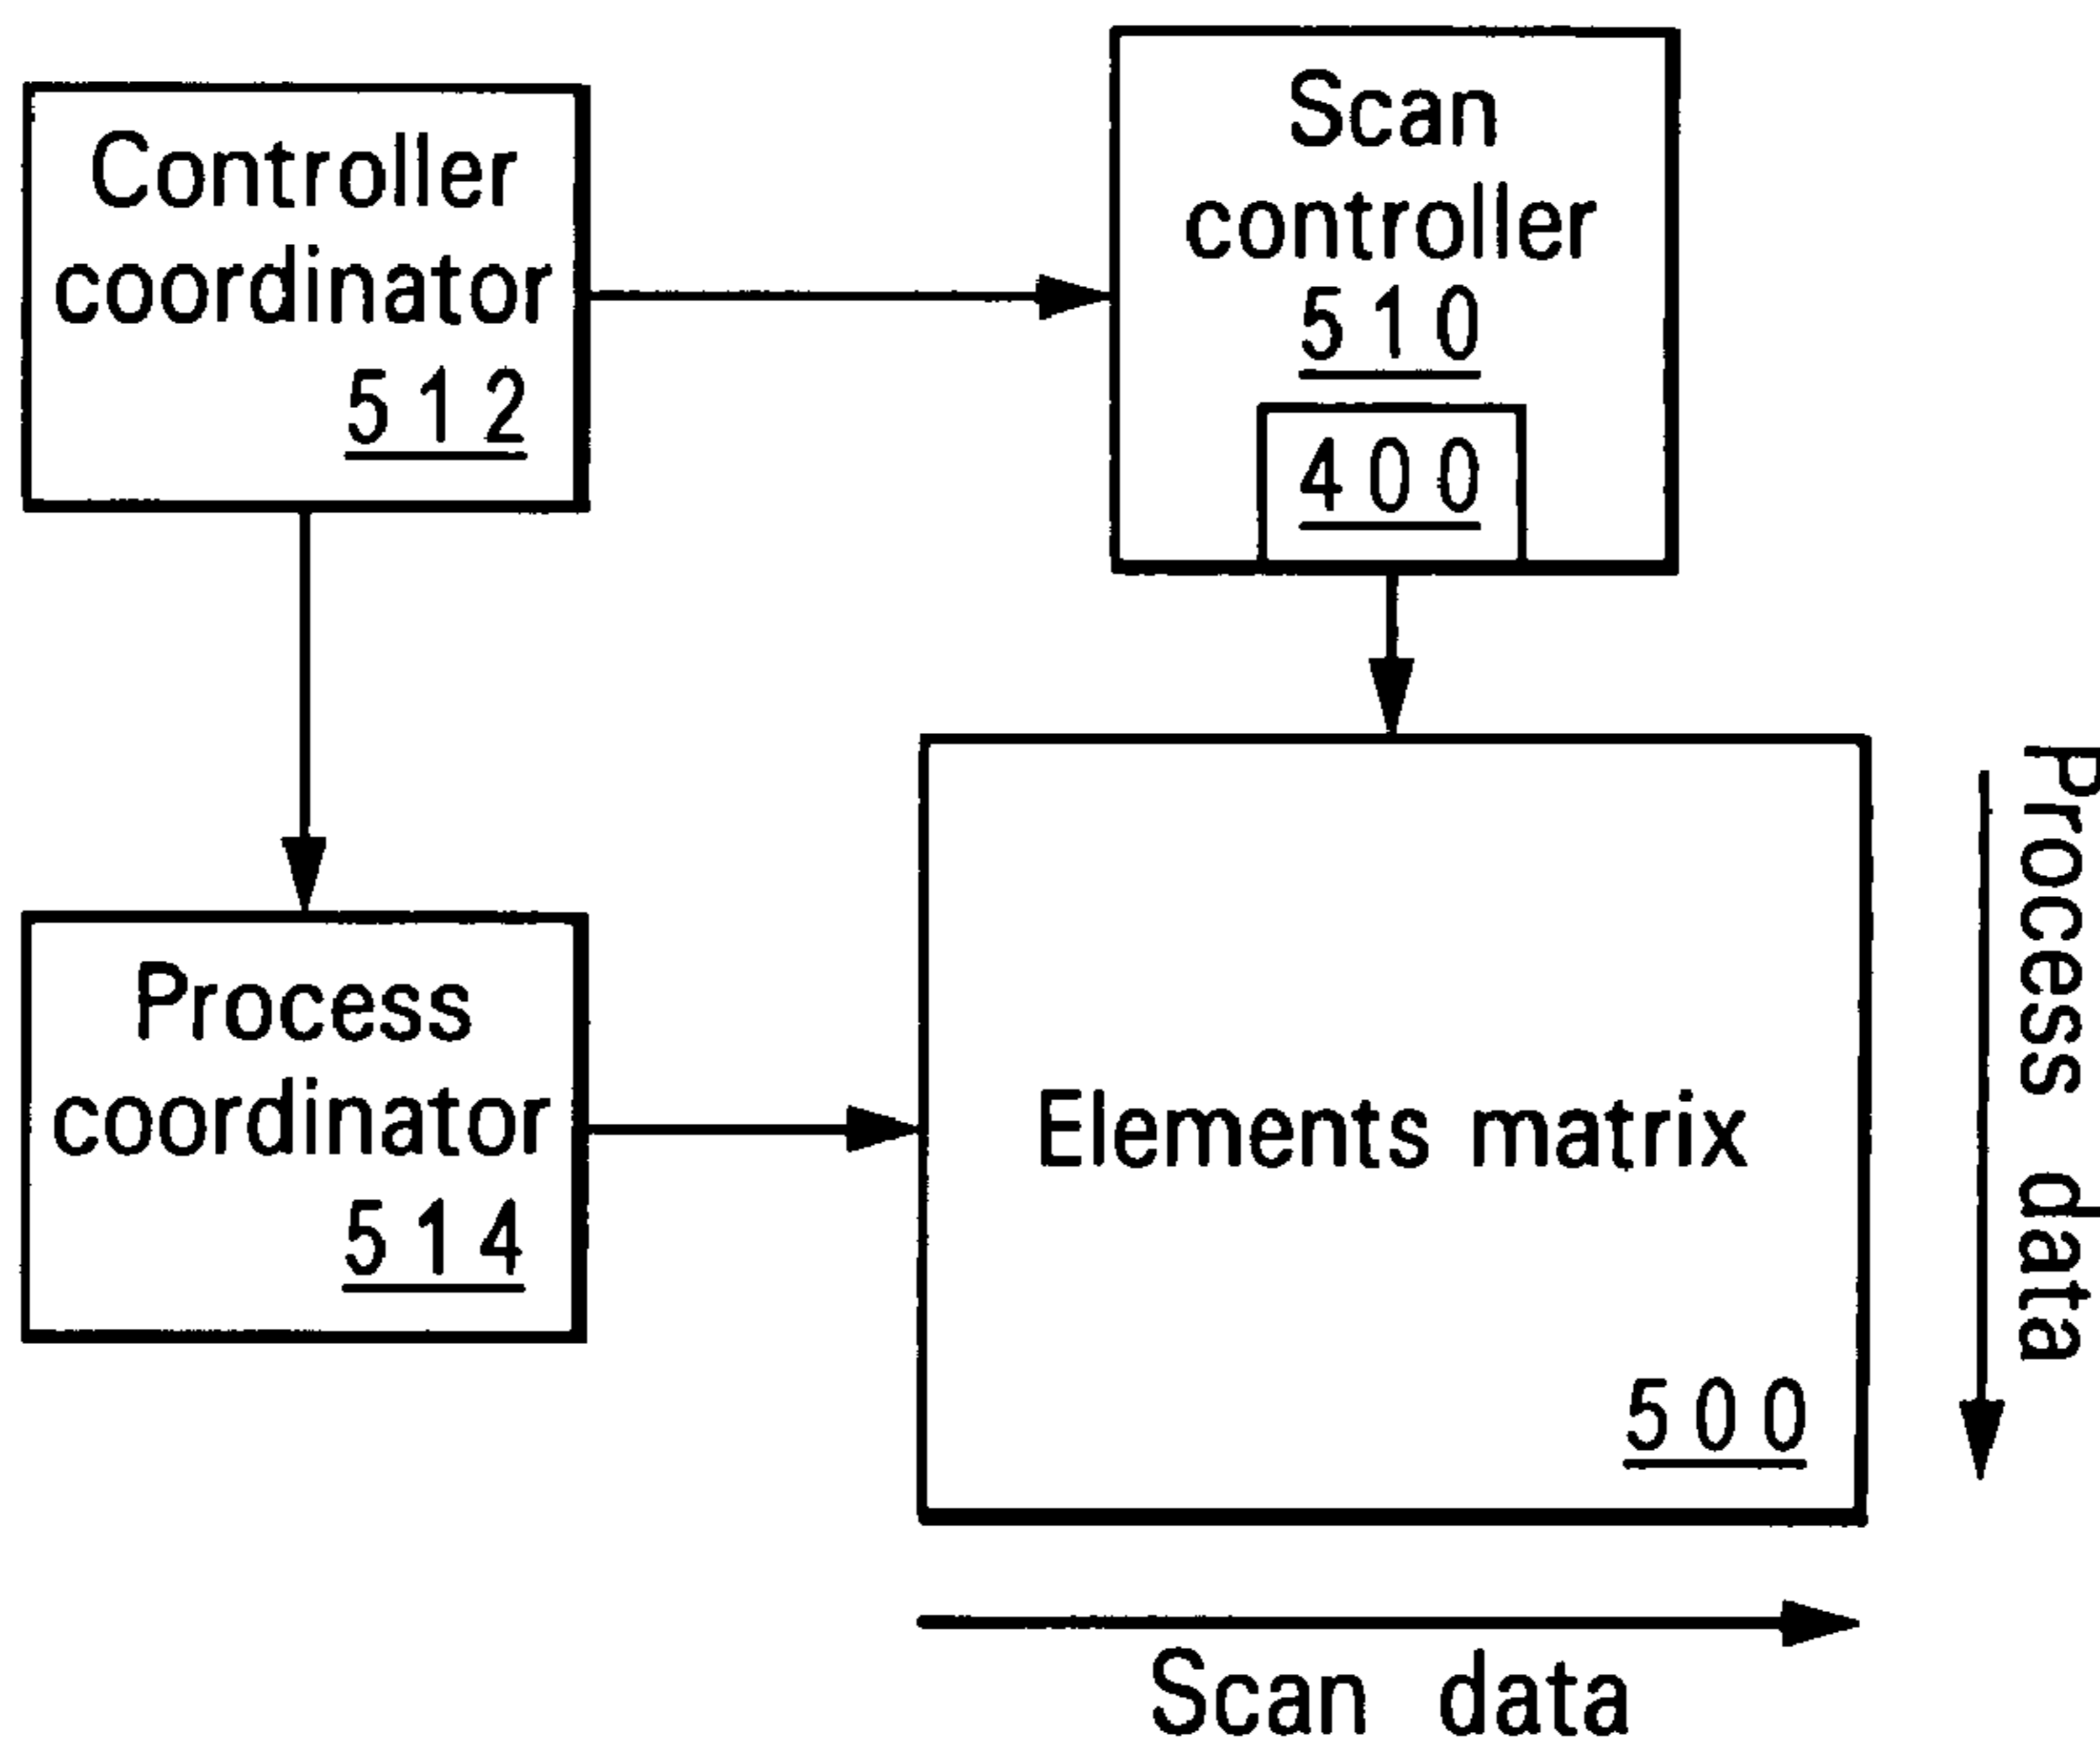 Controller
coordinator
512
Scan
controller
510
400
Process
coordinator
514
Elements matrix
500
Process data
Scan data